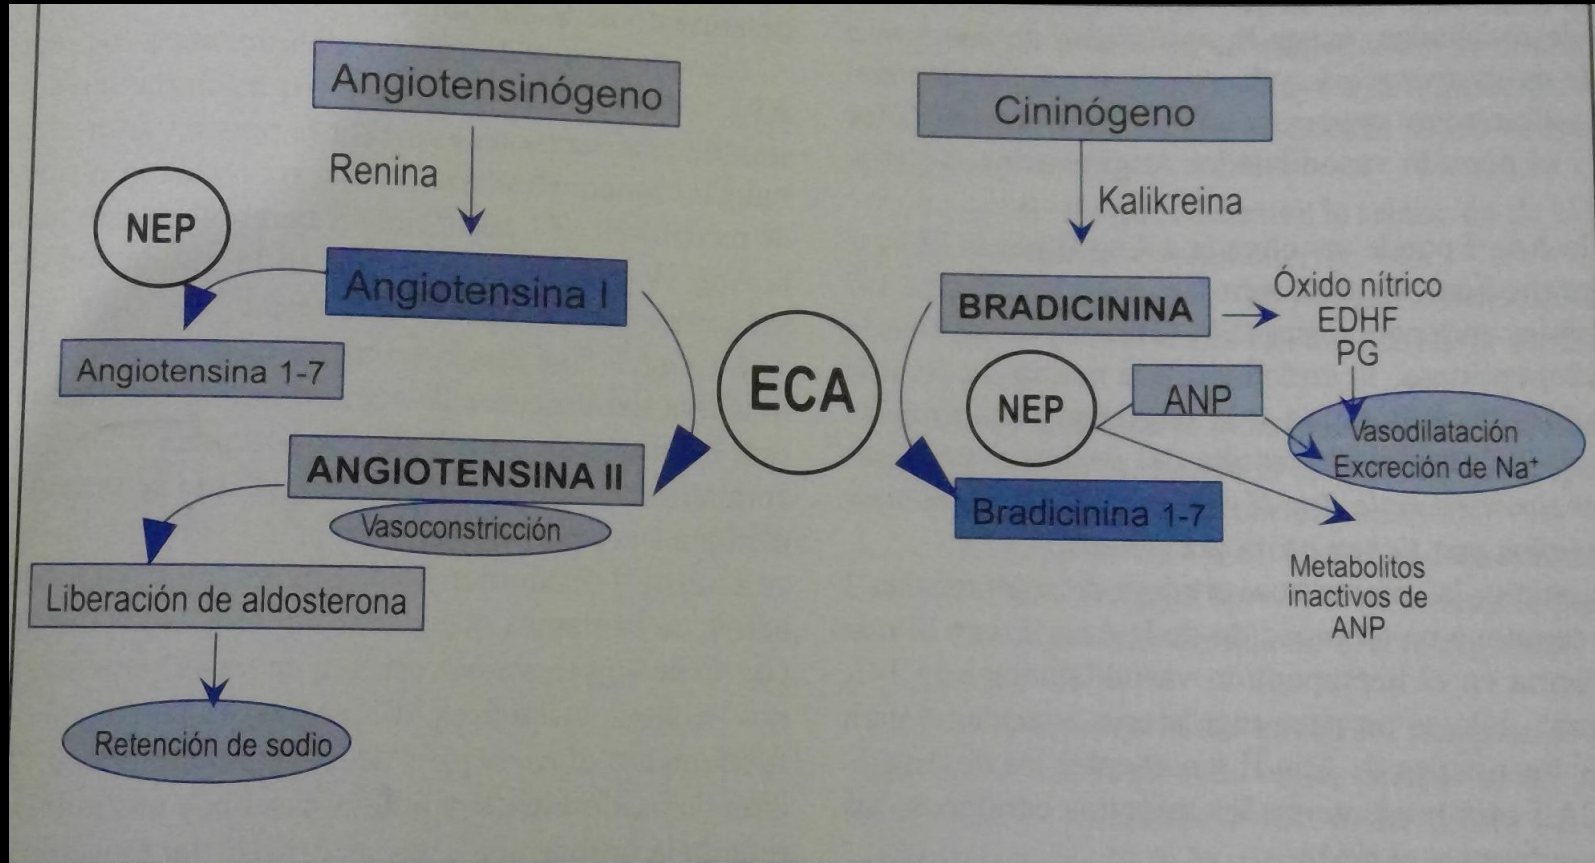 Angiotensinógeno
Renina
NEP
Angiotensina I
Angiotensina 1-7
ANGIOTENSINA II
Vasoconstricción
Liberación de aldosterona
Retención de sodio
ECA
Cininógeno
Kalikreina
BRADICININA
Óxido nítrico
EDHF
PG
NEP
ANP
Vasodilatación
Excreción de Na⁺
Bradicinina 1-7
Metabolitos
inactivos de
ANP